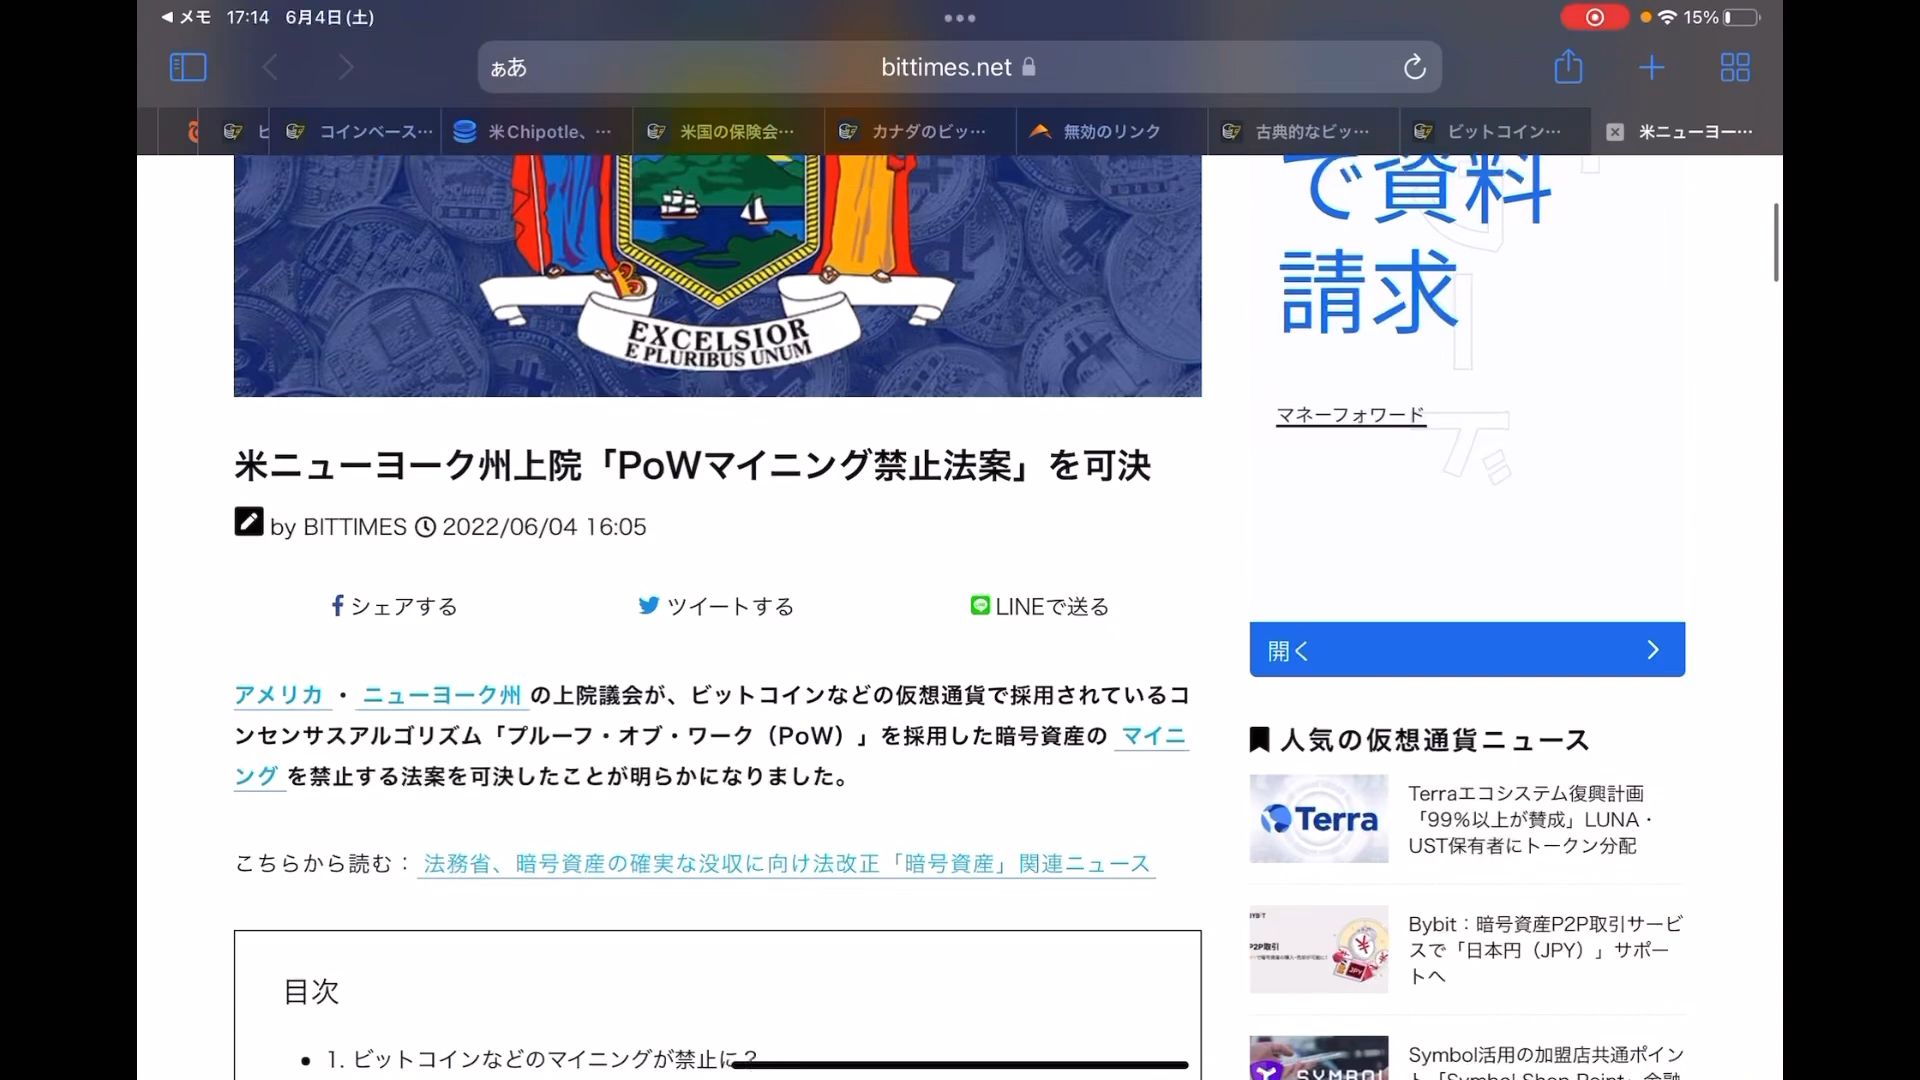 メモ 17:14 6月4日(土)
15%
ぁあ
bittimes.net
ヒ
コインベース…
米Chipotle、…
米国の保険会…
カナダのビッ…
無効のリンク
古典的なビッ…
ビットコイン…
米ニューヨー…
EXCELSIOR
E PLURIBUS UNUM
で資料
請求
マネーフォワード
開く
米ニューヨーク州上院「PoWマイニング禁止法案」を可決
by BITTIMES 2022/06/04 16:05
シェアする
ツイートする
LINEで送る
アメリカ ・ ニューヨーク州 の上院議会が、ビットコインなどの仮想通貨で採用されているコ
ンセンサスアルゴリズム「プルーフ・オブ・ワーク（PoW）」を採用した暗号資産の マイニ
ング を禁止する法案を可決したことが明らかになりました。
こちらから読む： 法務省、暗号資産の確実な没収に向け法改正「暗号資産」関連ニュース
目次
1. ビットコインなどのマイニングが禁止に？
人気の仮想通貨ニュース
Terra
Terraエコシステム復興計画
「99%以上が賛成」LUNA・
UST保有者にトークン分配
BYBIT
P2P取引
JPY
Bybit：暗号資産P2P取引サービ
スで「日本円（JPY）」サポー
トへ
SYMBOL
Symbol活用の加盟店共通ポイン
ト「Symbol Shop Point」金融